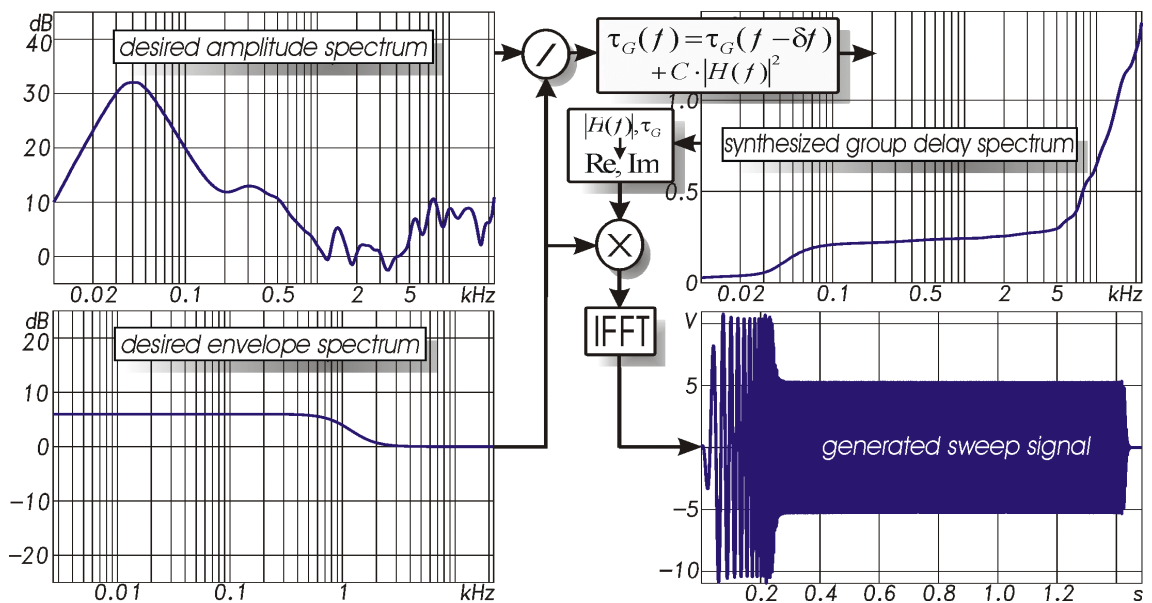 dB
40
30
20
10
0
desired amplitude spectrum
0.02 0.1 0.5 2 5 kHz
dB
20
10
0
−10
−20
desired envelope spectrum
0.01 0.1 1 kHz
/
τG(f)=τG(f−δf)
+C·|H(f)|²
|H(f)|,τG
Re, Im
×
IFFT
1.0
0.5
0
synthesized group delay spectrum
0.02 0.1 0.5 2 5 kHz
V
5
−5
−10
generated sweep signal
0.2 0.4 0.6 0.8 1.0 1.2 s